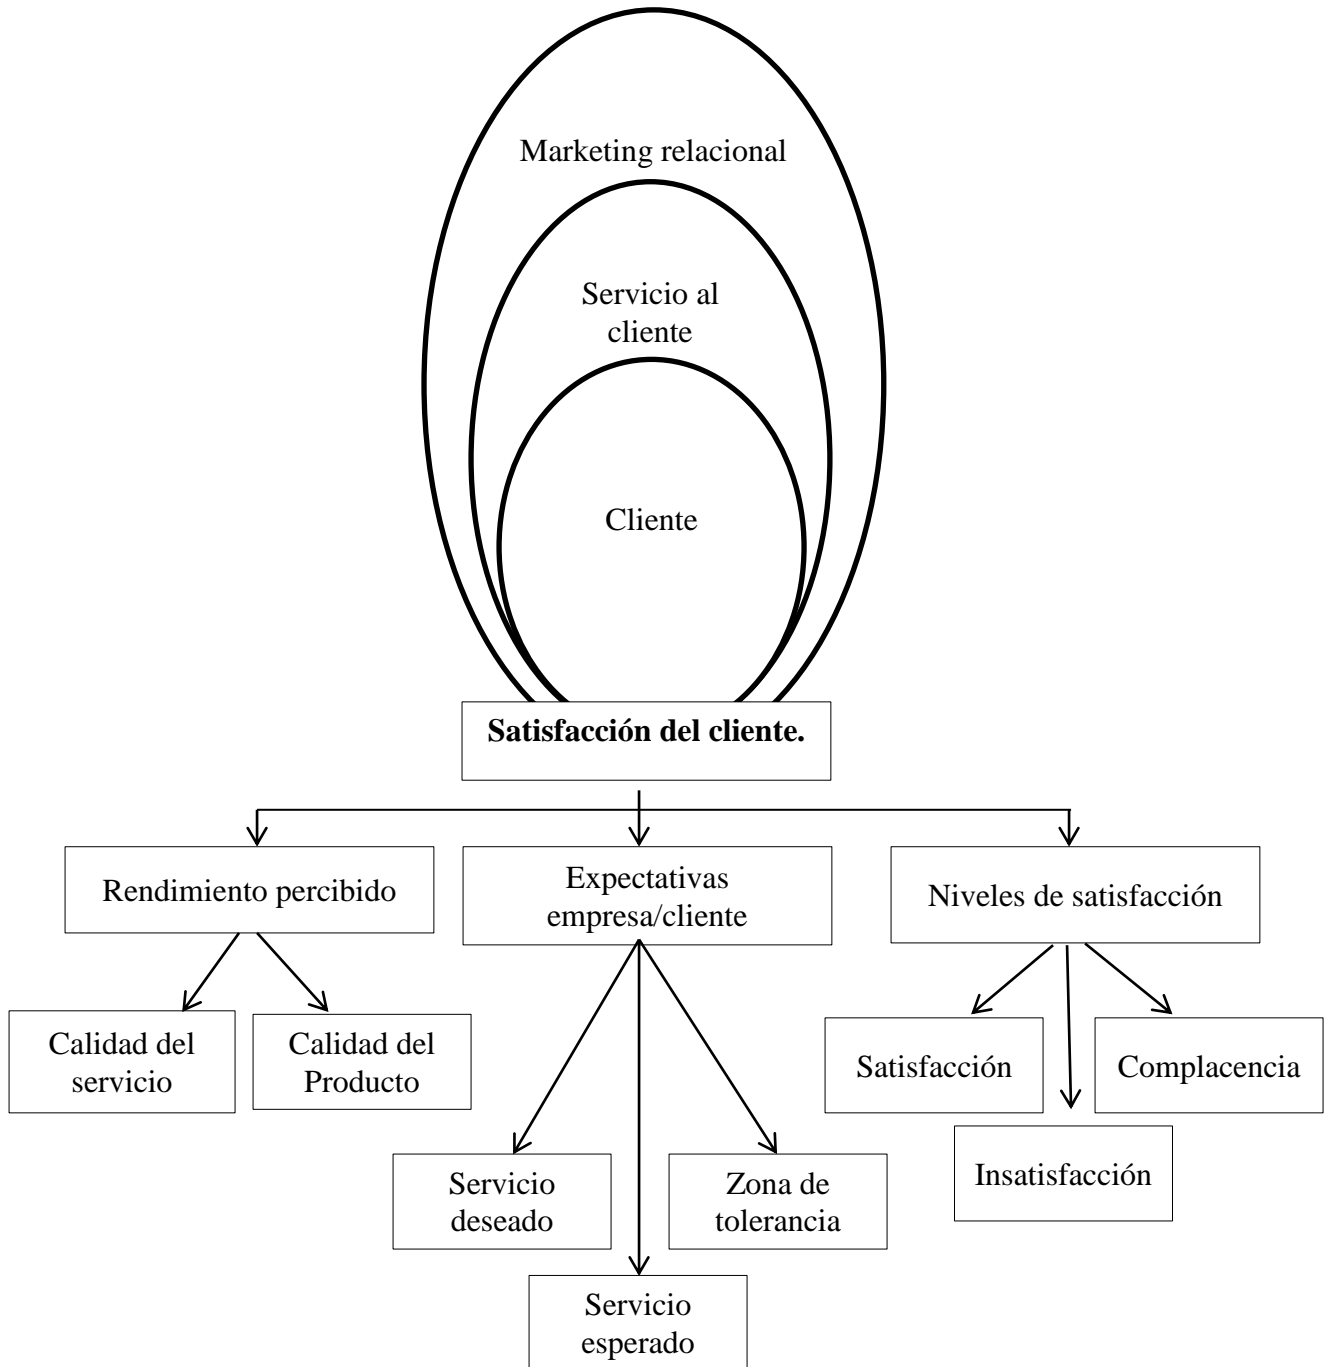 Marketing relacional
Servicio al
cliente
Cliente
Satisfacción del cliente.
Rendimiento percibido
Expectativas
empresa/cliente
Niveles de satisfacción
Calidad del
servicio
Calidad del
Producto
Satisfacción
Complacencia
Insatisfacción
Servicio
deseado
Zona de
tolerancia
Servicio
esperado